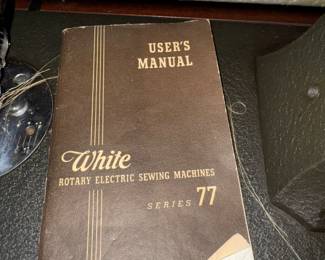 USER'S
MANUAL
White
ROTARY ELECTRIC SEWING MACHINES
SERIES 77